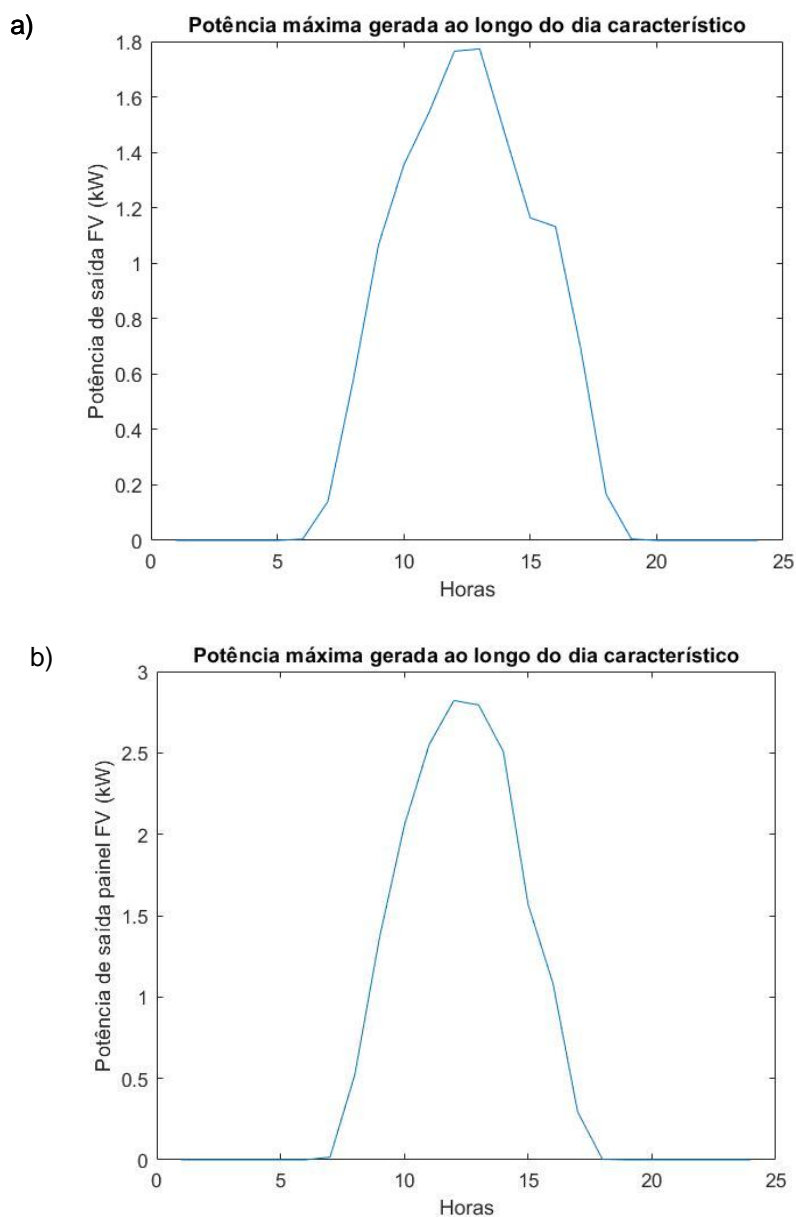 a)
Potência máxima gerada ao longo do dia característico
Potência de saída FV (kW)
1.8
1.6
1.4
1.2
1
0.8
0.6
0.4
0.2
0
0 5 10 15 20 25
Horas
b)
Potência máxima gerada ao longo do dia característico
Potência de saída painel FV (kW)
3
2.5
2
1.5
1
0.5
0
0 5 10 15 20 25
Horas